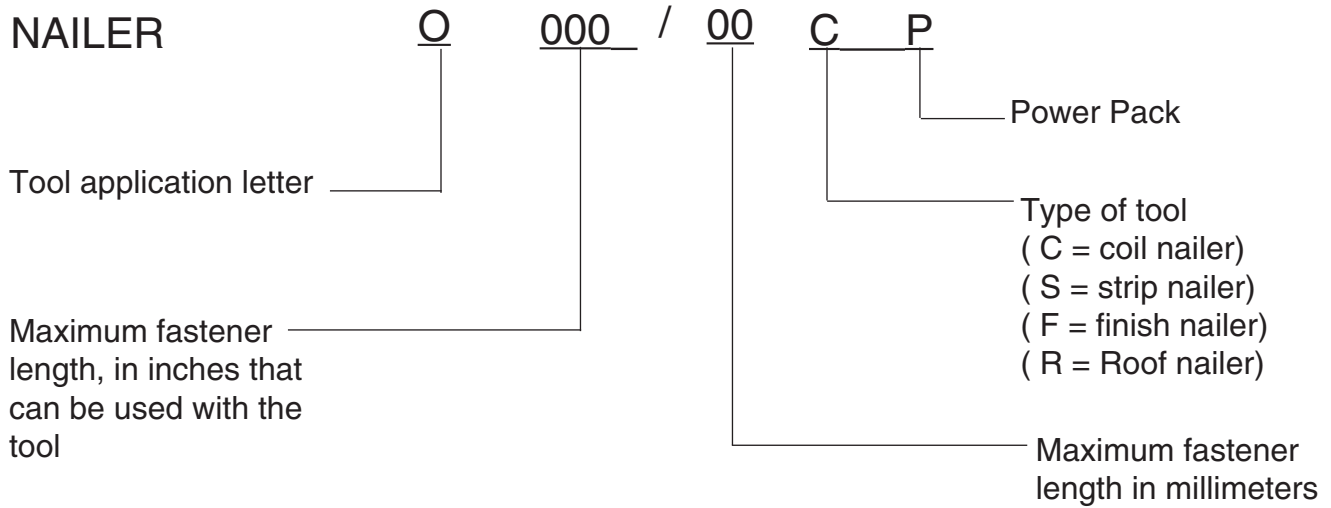 NAILER O 000_ / 00 C__P
Power Pack
Tool application letter
Type of tool
( C = coil nailer)
( S = strip nailer)
( F = finish nailer)
( R = Roof nailer)
Maximum fastener
length, in inches that
can be used with the
tool
Maximum fastener
length in millimeters